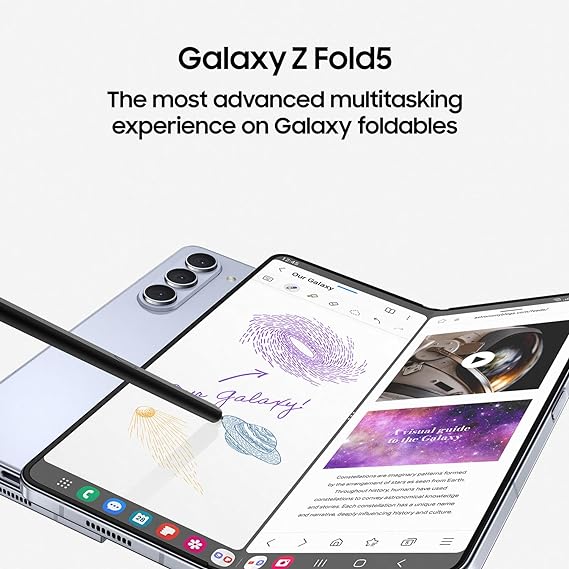 Galaxy Z Fold5
The most advanced multitasking
experience on Galaxy foldables
12:45
Our Galaxy
Our Galaxy!
A visual guide
to the Galaxy
Constellations are imaginary patterns formed
by the arrangement of stars as seen from Earth.
Throughout history, humans have used
constellations to convey astronomical knowledge
and stories. Each constellation has a unique name
and narrative, deeply influencing history and culture.